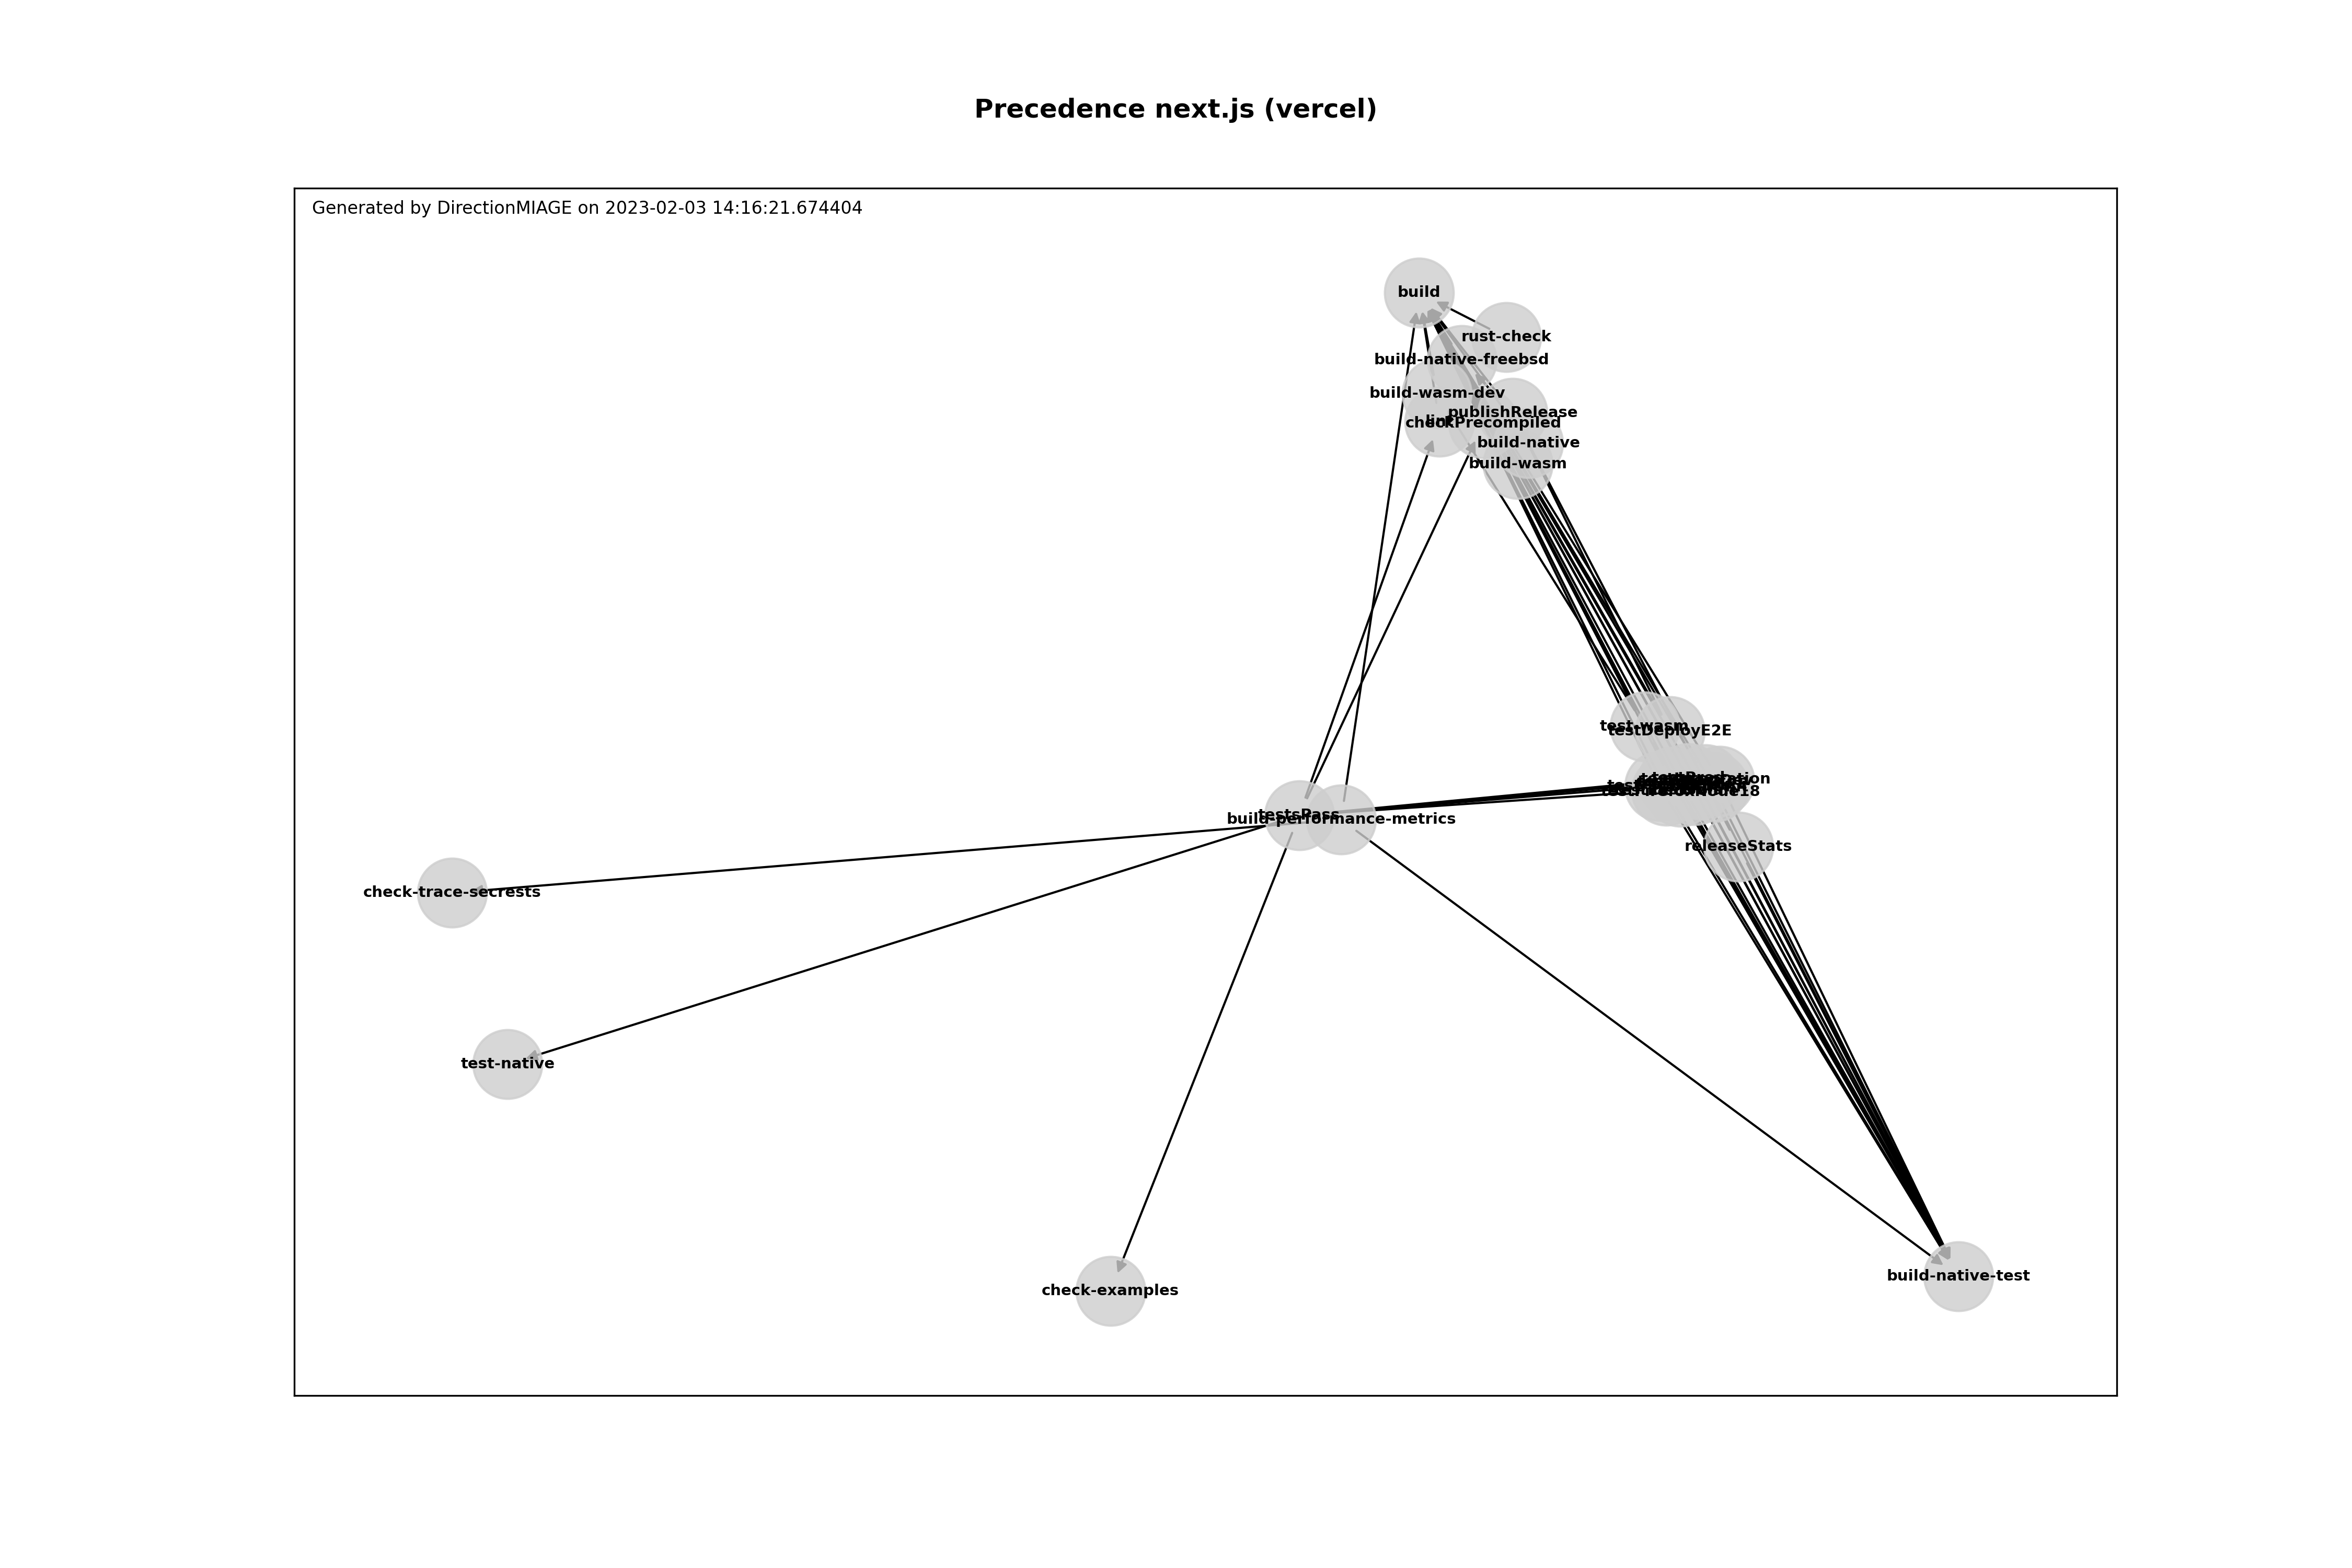 Precedence next.js (vercel)
Generated by DirectionMIAGE on 2023-02-03 14:16:21.674404
build
rust-check
build-native-freebsd
build-wasm-dev
publishRelease
checkPrecompiled
build-native
build-wasm
test-wasm
testDeployE2E
testsPass
build-performance-metrics
releaseStats
check-trace-secrests
test-native
build-native-test
check-examples